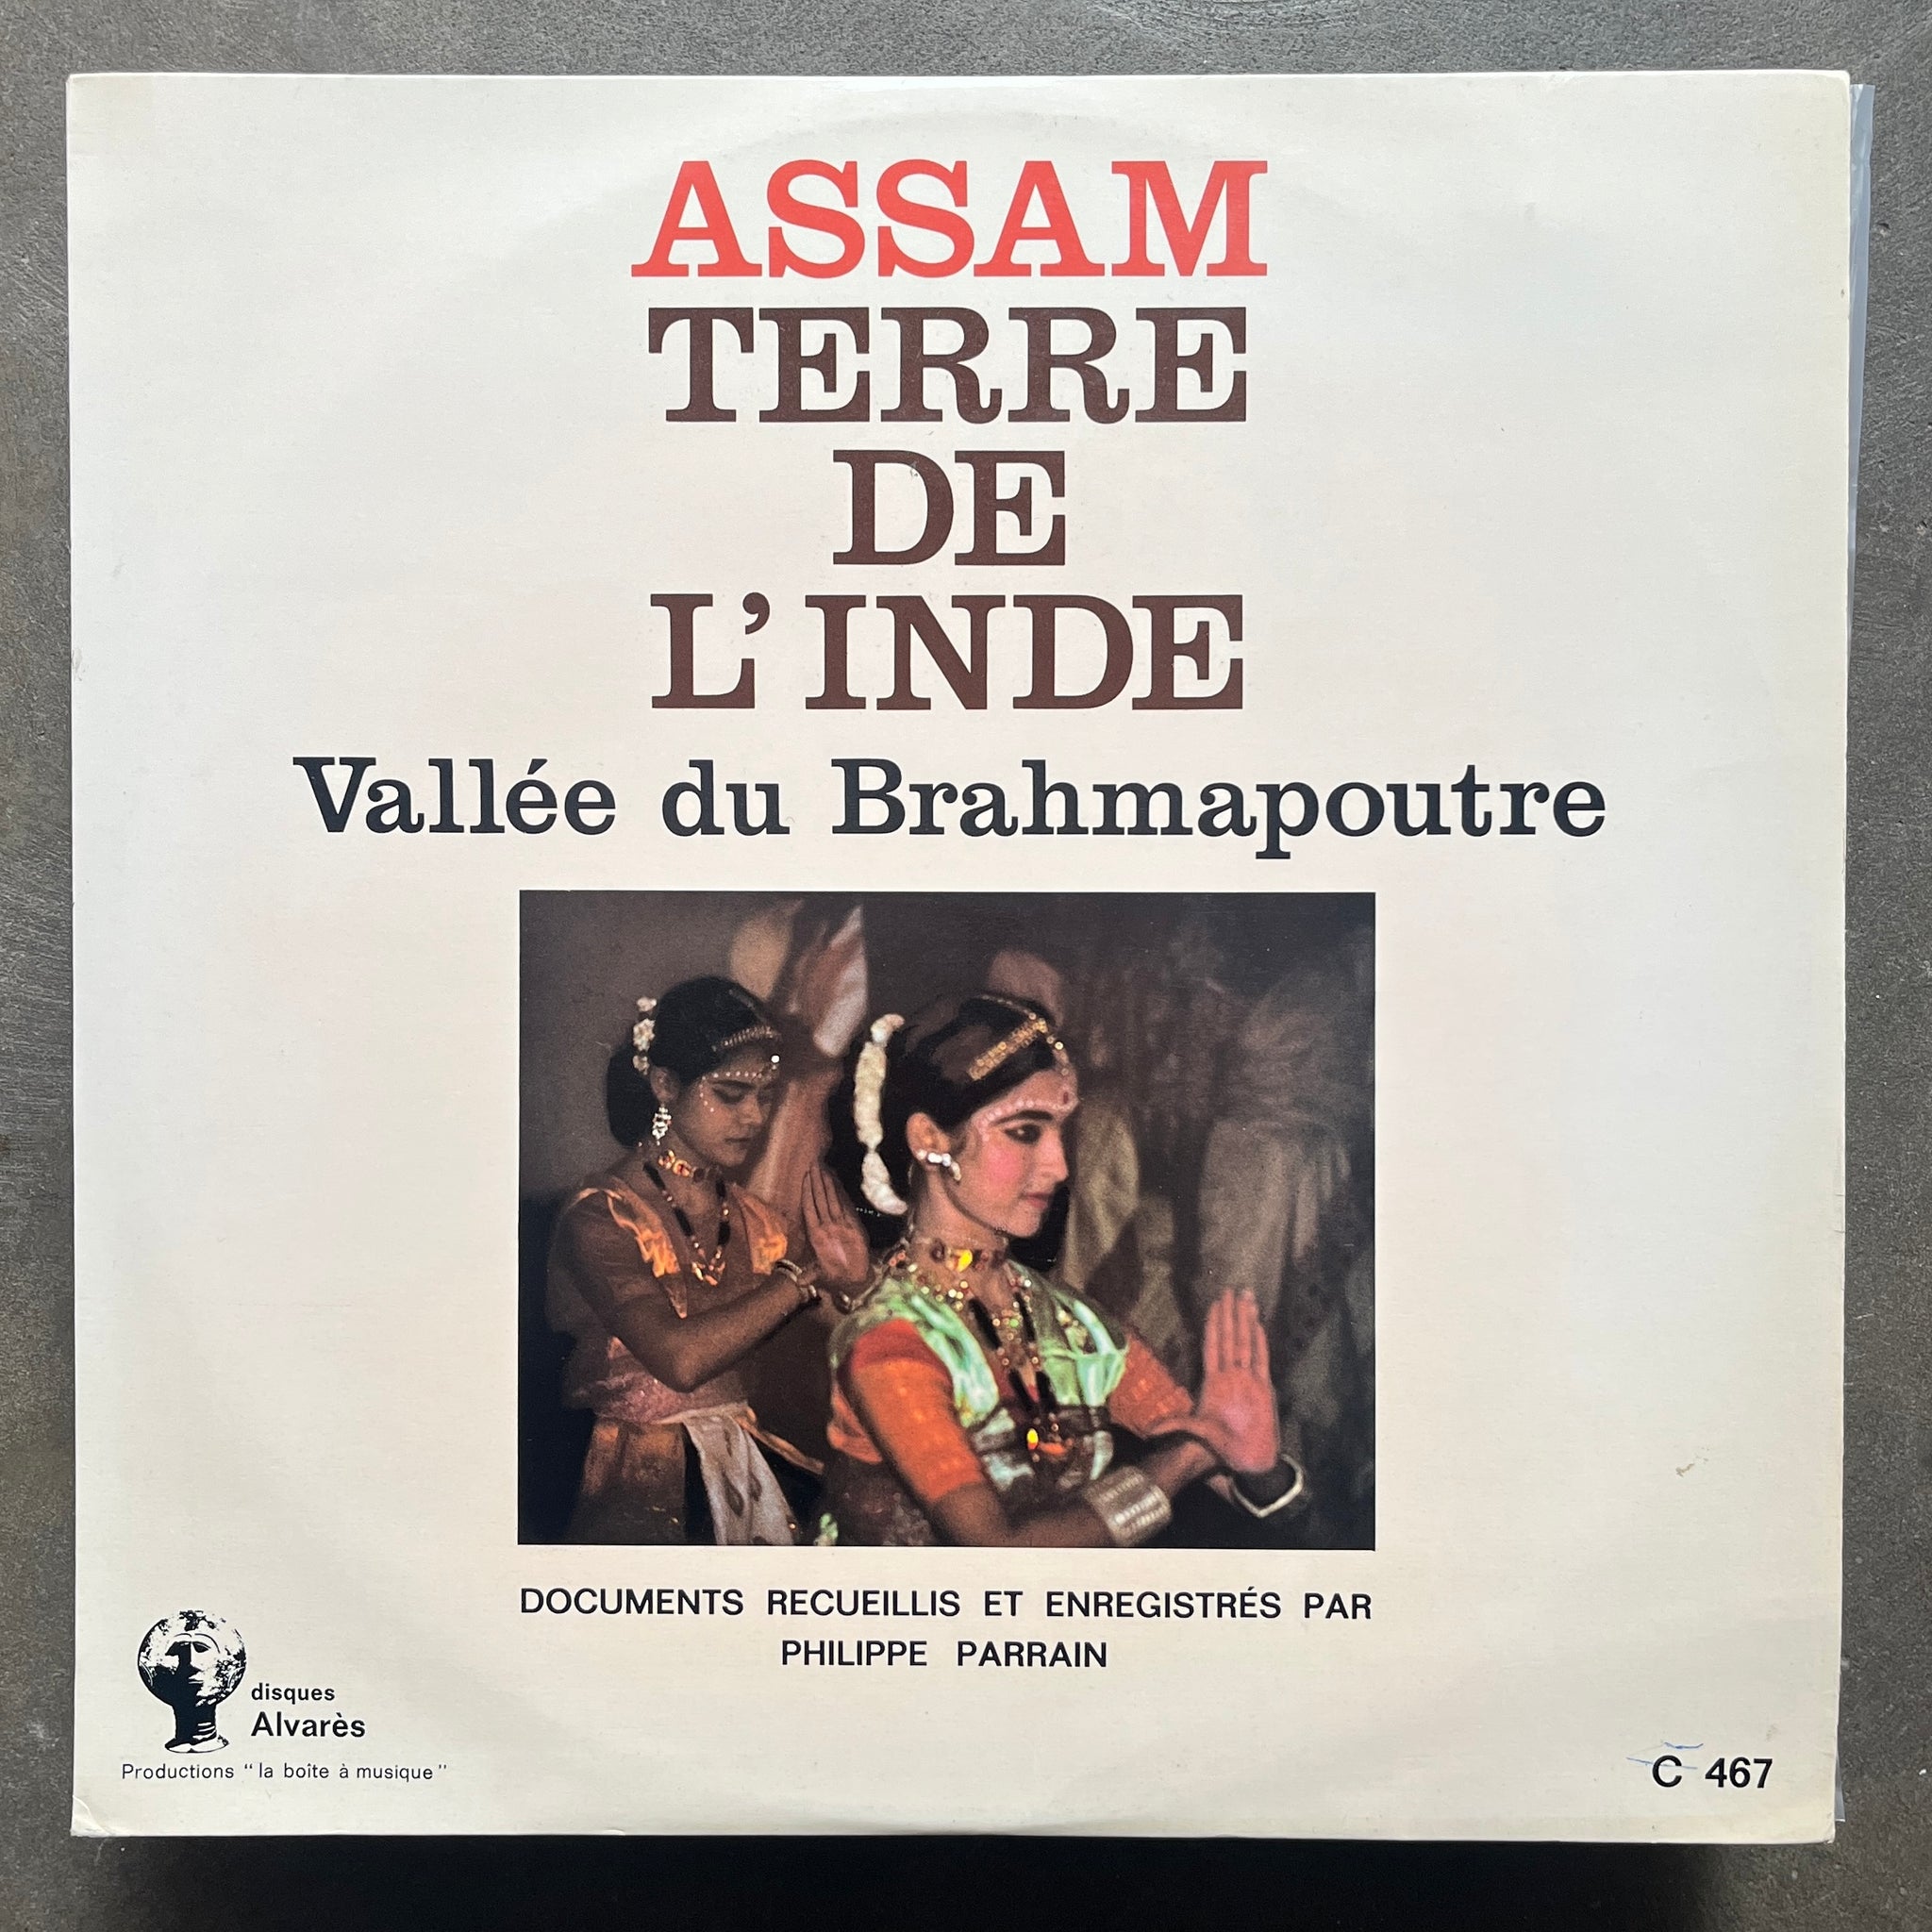 ASSAM
TERRE
DE
L'INDE
Vallée du Brahmapoutre
DOCUMENTS RECUEILLIS ET ENREGISTRÉS PAR
PHILIPPE PARRAIN
disques
Alvarès
Productions "la boîte à musique"
C 467